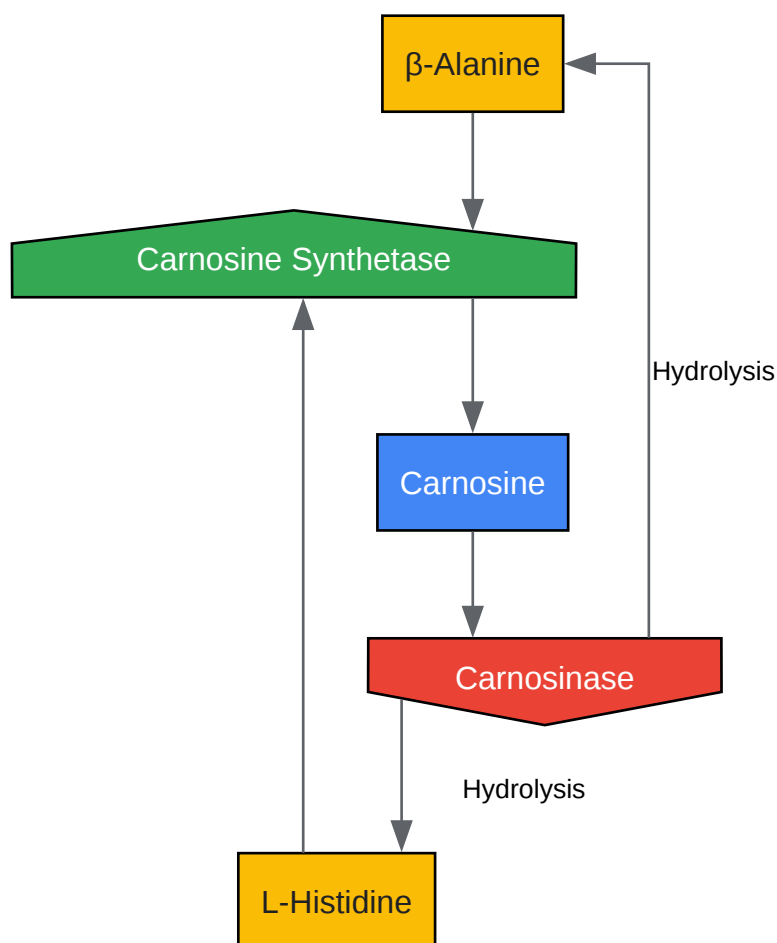 β-Alanine
Carnosine Synthetase
Hydrolysis
Carnosine
Carnosinase
Hydrolysis
L-Histidine